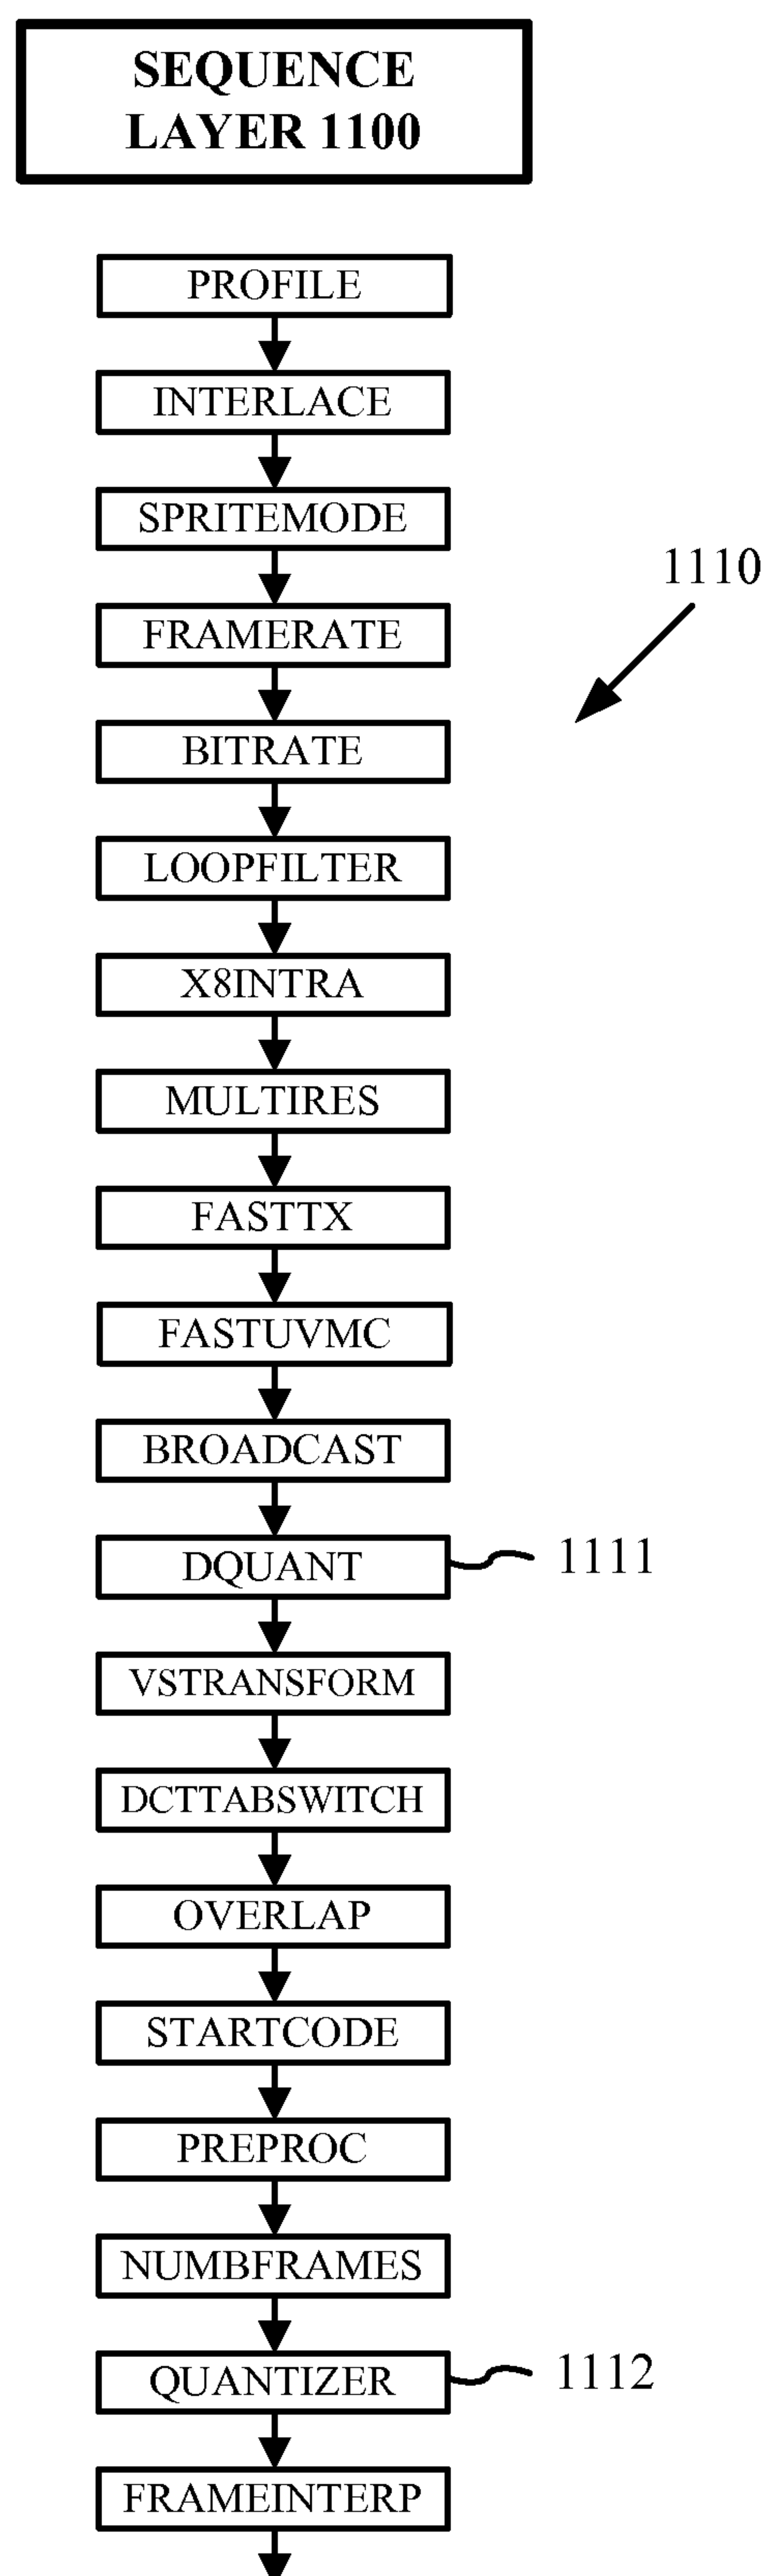 SEQUENCE
LAYER 1100
PROFILE
INTERLACE
SPRITEMODE
1110
FRAMERATE
BITRATE
LOOPFILTER
X8INTRA
MULTIRES
FASTTX
FASTUVMC
BROADCAST
DQUANT
1111
VSTRANSFORM
DCTTABSWITCH
OVERLAP
STARTCODE
PREPROC
NUMBFRAMES
QUANTIZER
1112
FRAMEINTERP